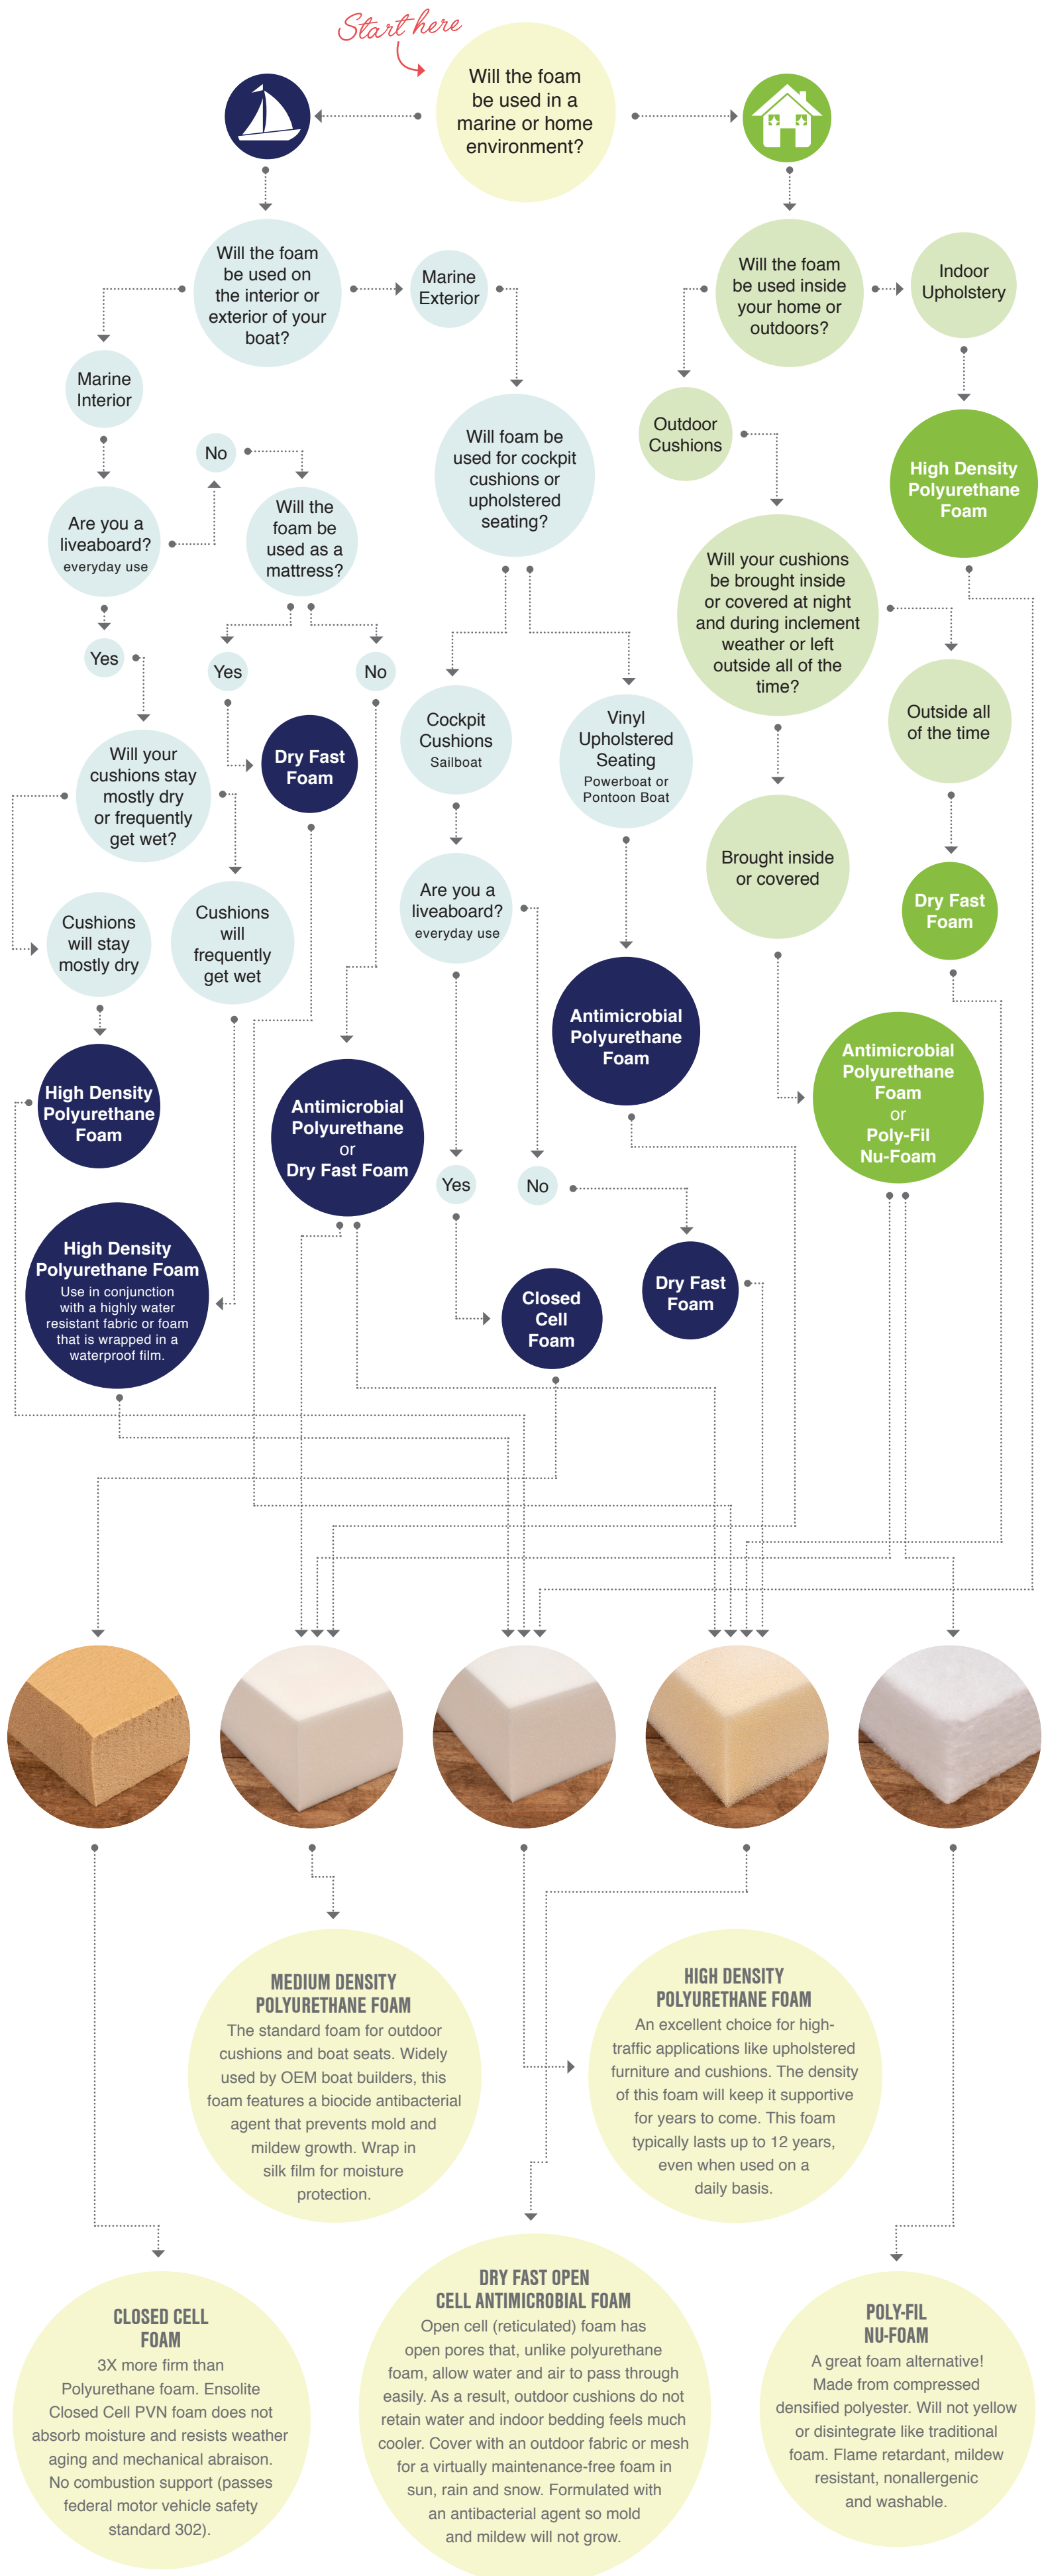 Start here
Will the foam
be used in a
marine or home
environment?
Will the foam
be used on
the interior or
exterior of your
boat?
Marine
Exterior
Will the foam
be used inside
your home or
outdoors?
Indoor
Upholstery
Marine
Interior
Outdoor
Cushions
High Density
Polyurethane
Foam
No
Are you a
liveaboard?
everyday use
Will the
foam be
used as a
mattress?
Will foam be
used for cockpit
cushions or
upholstered
seating?
Will your cushions
be brought inside
or covered at night
and during inclement
weather or left
outside all of the
time?
Yes
Yes
No
Outside all
of the time
Will your
cushions stay
mostly dry
or frequently
get wet?
Dry Fast
Foam
Cockpit
Cushions
Sailboat
Vinyl
Upholstered
Seating
Powerboat or
Pontoon Boat
Brought inside
or covered
Dry Fast
Foam
Cushions
will stay
mostly dry
Cushions
will
frequently
get wet
Are you a
liveaboard?
everyday use
Antimicrobial
Polyurethane
Foam
High Density
Polyurethane
Foam
Antimicrobial
Polyurethane
or
Dry Fast Foam
Antimicrobial
Polyurethane
Foam
or
Poly-Fil
Nu-Foam
Yes
No
High Density
Polyurethane Foam
Use in conjunction
with a highly water
resistant fabric or foam
that is wrapped in a
waterproof film.
Closed
Cell
Foam
Dry Fast
Foam
MEDIUM DENSITY
POLYURETHANE FOAM
The standard foam for outdoor
cushions and boat seats. Widely
used by OEM boat builders, this
foam features a biocide antibacterial
agent that prevents mold and
mildew growth. Wrap in
silk film for moisture
protection.
HIGH DENSITY
POLYURETHANE FOAM
An excellent choice for high-
traffic applications like upholstered
furniture and cushions. The density
of this foam will keep it supportive
for years to come. This foam
typically lasts up to 12 years,
even when used on a
daily basis.
CLOSED CELL
FOAM
3X more firm than
Polyurethane foam. Ensolite
Closed Cell PVN foam does not
absorb moisture and resists weather
aging and mechanical abraison.
No combustion support (passes
federal motor vehicle safety
standard 302).
DRY FAST OPEN
CELL ANTIMICROBIAL FOAM
Open cell (reticulated) foam has
open pores that, unlike polyurethane
foam, allow water and air to pass through
easily. As a result, outdoor cushions do not
retain water and indoor bedding feels much
cooler. Cover with an outdoor fabric or mesh
for a virtually maintenance-free foam in
sun, rain and snow. Formulated with
an antibacterial agent so mold
and mildew will not grow.
POLY-FIL
NU-FOAM
A great foam alternative!
Made from compressed
densified polyester. Will not yellow
or disintegrate like traditional
foam. Flame retardant, mildew
resistant, nonallergenic
and washable.